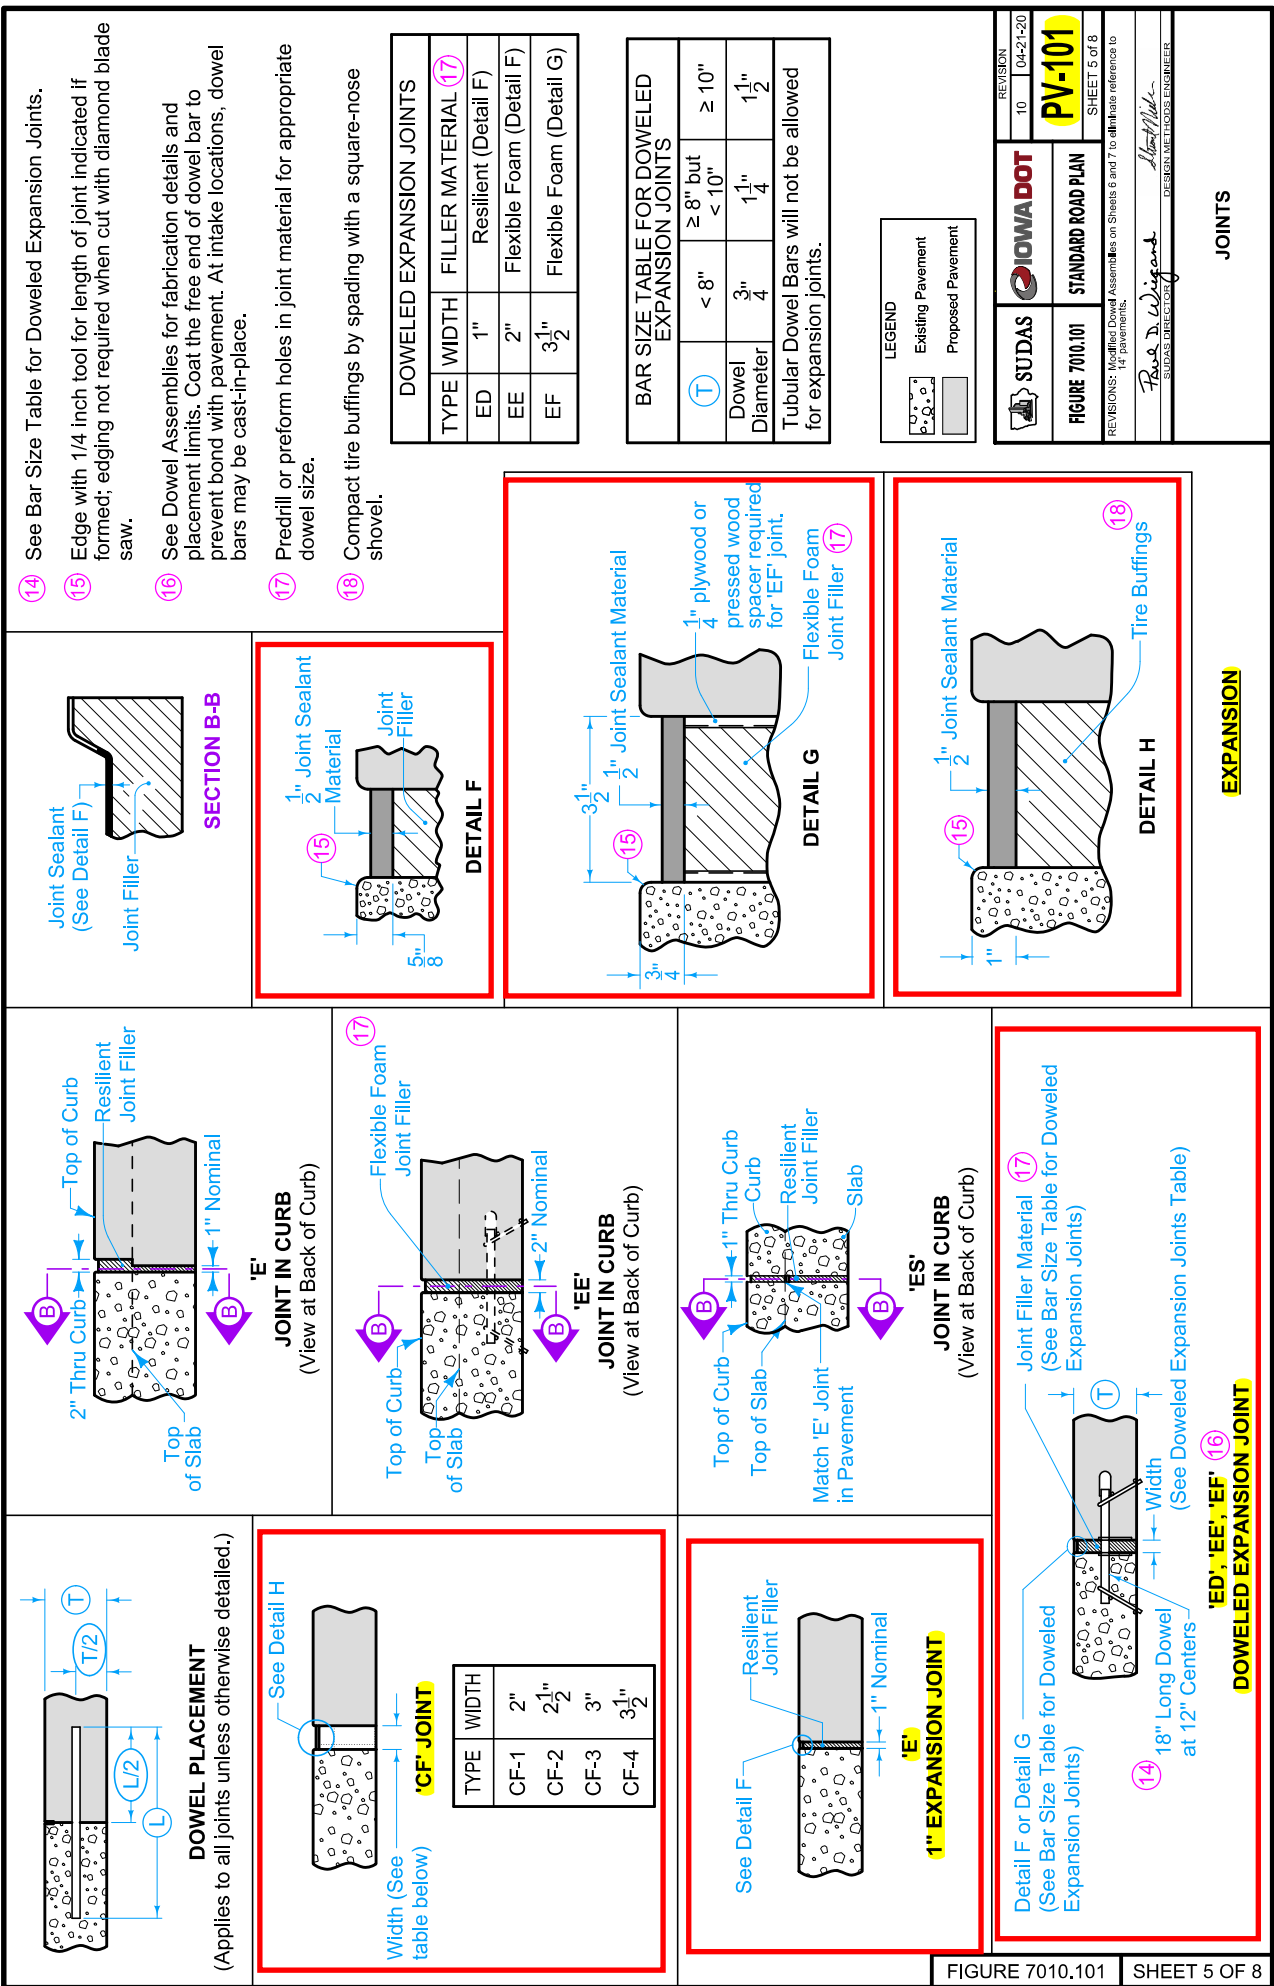 DOWEL PLACEMENT
(Applies to all joints unless otherwise detailed.)
T
T/2
L/2
L
See Detail H
Width (See
table below)
'CF' JOINT
TYPE WIDTH
CF-1 2"
CF-2 2 1/2"
CF-3 3"
CF-4 3 1/2"
See Detail F
Resilient
Joint Filler
1" Nominal
'E'
1" EXPANSION JOINT
Detail F or Detail G
(See Bar Size Table for Doweled
Expansion Joints)
Joint Filler Material 17
(See Bar Size Table for Doweled
Expansion Joints)
T
14 18" Long Dowel
at 12" Centers
Width
(See Doweled Expansion Joints Table)
'ED', 'EE', 'EF' 16
DOWELED EXPANSION JOINT
2" Thru Curb
Top of Curb
Resilient
Joint Filler
B
B
Top
of Slab
1" Nominal
'E'
JOINT IN CURB
(View at Back of Curb)
17
Flexible Foam
Joint Filler
Top of Curb
Top
of Slab
B
B
2" Nominal
'EE'
JOINT IN CURB
(View at Back of Curb)
1" Thru Curb
Curb
Resilient
Joint Filler
Slab
Top of Curb
Top of Slab
Match 'E' Joint
in Pavement
B
B
'ES'
JOINT IN CURB
(View at Back of Curb)
Joint Sealant
(See Detail F)
Joint Filler
SECTION B-B
15
1/2" Joint Sealant
Material
Joint
Filler
5/8"
DETAIL F
15
3 1/2"
1/2" Joint Sealant Material
1/4" plywood or
pressed wood
spacer required
for 'EF' joint.
Flexible Foam
Joint Filler 17
3/4"
DETAIL G
15
1/2" Joint Sealant Material
18
Tire Buffings
1"
DETAIL H
EXPANSION
14 See Bar Size Table for Doweled Expansion Joints.
15 Edge with 1/4 inch tool for length of joint indicated if
formed; edging not required when cut with diamond blade
saw.
16 See Dowel Assemblies for fabrication details and
placement limits. Coat the free end of dowel bar to
prevent bond with pavement. At intake locations, dowel
bars may be cast-in-place.
17 Predrill or preform holes in joint material for appropriate
dowel size.
18 Compact tire buffings by spading with a square-nose
shovel.
DOWELED EXPANSION JOINTS
TYPE WIDTH FILLER MATERIAL 17
ED 1" Resilient (Detail F)
EE 2" Flexible Foam (Detail F)
EF 3 1/2" Flexible Foam (Detail G)
BAR SIZE TABLE FOR DOWELED
EXPANSION JOINTS
T < 8" ≥ 8" but < 10" ≥ 10"
Dowel Diameter 3/4" 1 1/4" 1 1/2"
Tubular Dowel Bars will not be allowed
for expansion joints.
LEGEND
Existing Pavement
Proposed Pavement
SUDAS
IOWADOT
REVISION
10 04-21-20
FIGURE 7010.101
STANDARD ROAD PLAN
PV-101
SHEET 5 of 8
REVISIONS: Modified Dowel Assemblies on Sheets 6 and 7 to eliminate reference to
14' pavements.
Paul D. Wiegand
SUDAS DIRECTOR
DESIGN METHODS ENGINEER
JOINTS
FIGURE 7010.101 SHEET 5 OF 8